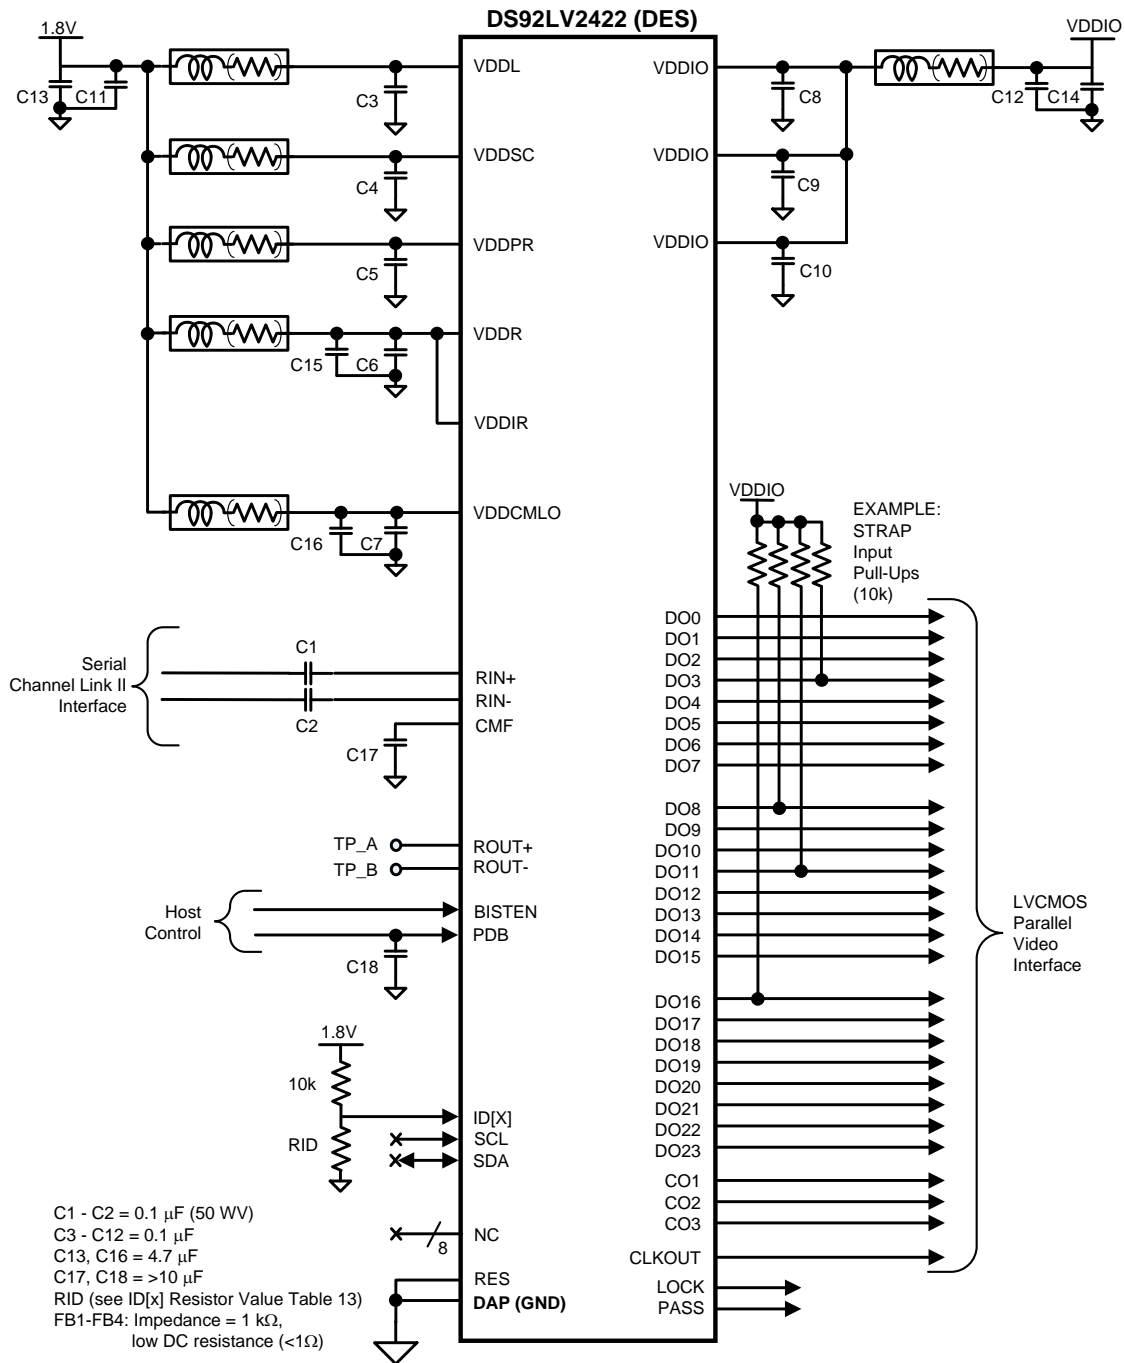 DS92LV2422 (DES)
1.8V
VDDIO
C13
C11
VDDL
C3
VDDSC
C4
VDDPR
C5
VDDR
C15
C6
VDDIR
VDDCMLO
C16
C7
VDDIO
C8
C12
C14
VDDIO
C9
VDDIO
C10
VDDIO
EXAMPLE:
STRAP
Input
Pull-Ups
(10k)
Serial
Channel Link II
Interface
C1
C2
RIN+
RIN-
CMF
C17
TP_A
TP_B
ROUT+
ROUT-
Host
Control
BISTEN
PDB
C18
1.8V
10k
RID
ID[X]
SCL
SDA
NC
8
RES
DAP (GND)
DO0
DO1
DO2
DO3
DO4
DO5
DO6
DO7
DO8
DO9
DO10
DO11
DO12
DO13
DO14
DO15
DO16
DO17
DO18
DO19
DO20
DO21
DO22
DO23
CO1
CO2
CO3
CLKOUT
LOCK
PASS
LVCMOS
Parallel
Video
Interface
C1 - C2 = 0.1 μF (50 WV)
C3 - C12 = 0.1 μF
C13, C16 = 4.7 μF
C17, C18 = >10 μF
RID (see ID[x] Resistor Value Table 13)
FB1-FB4: Impedance = 1 kΩ,
low DC resistance (<1Ω)